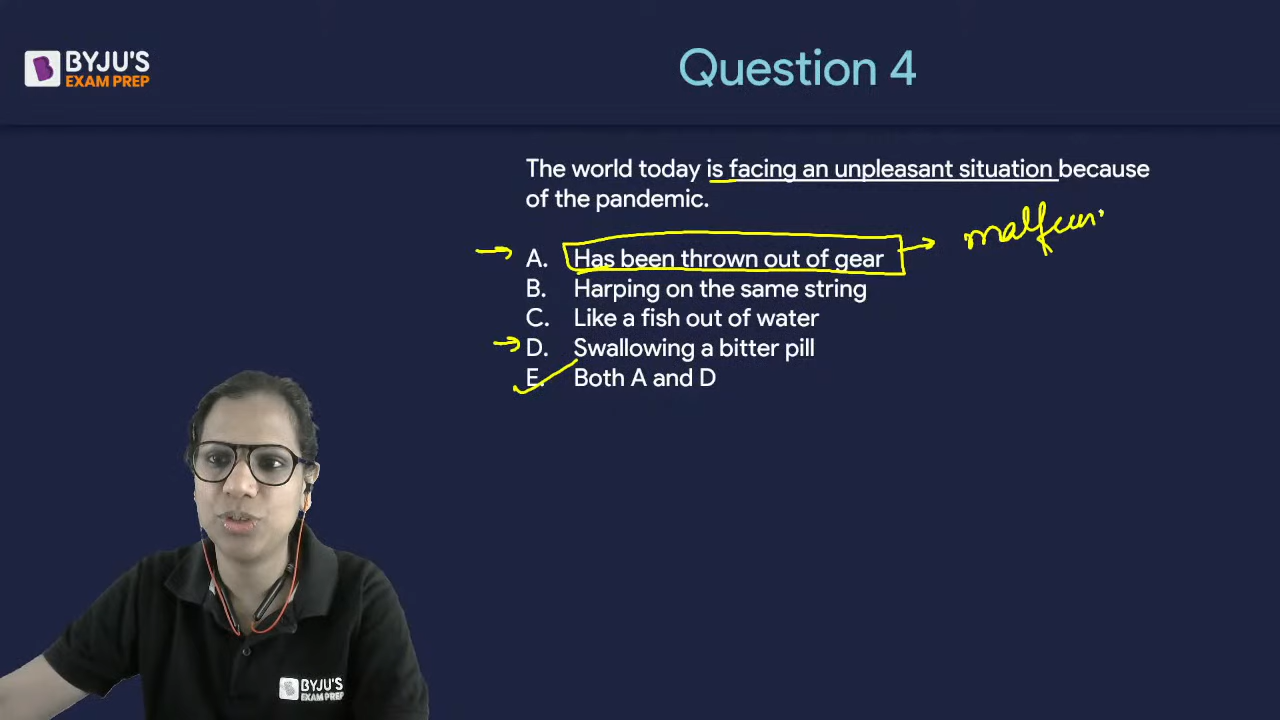 BYJU'S
EXAM PREP
Question 4
The world today is facing an unpleasant situation because
of the pandemic.
A. Has been thrown out of gear
malfun
B. Harping on the same string
C. Like a fish out of water
D. Swallowing a bitter pill
E. Both A and D
BYJU'S
EXAM PREP